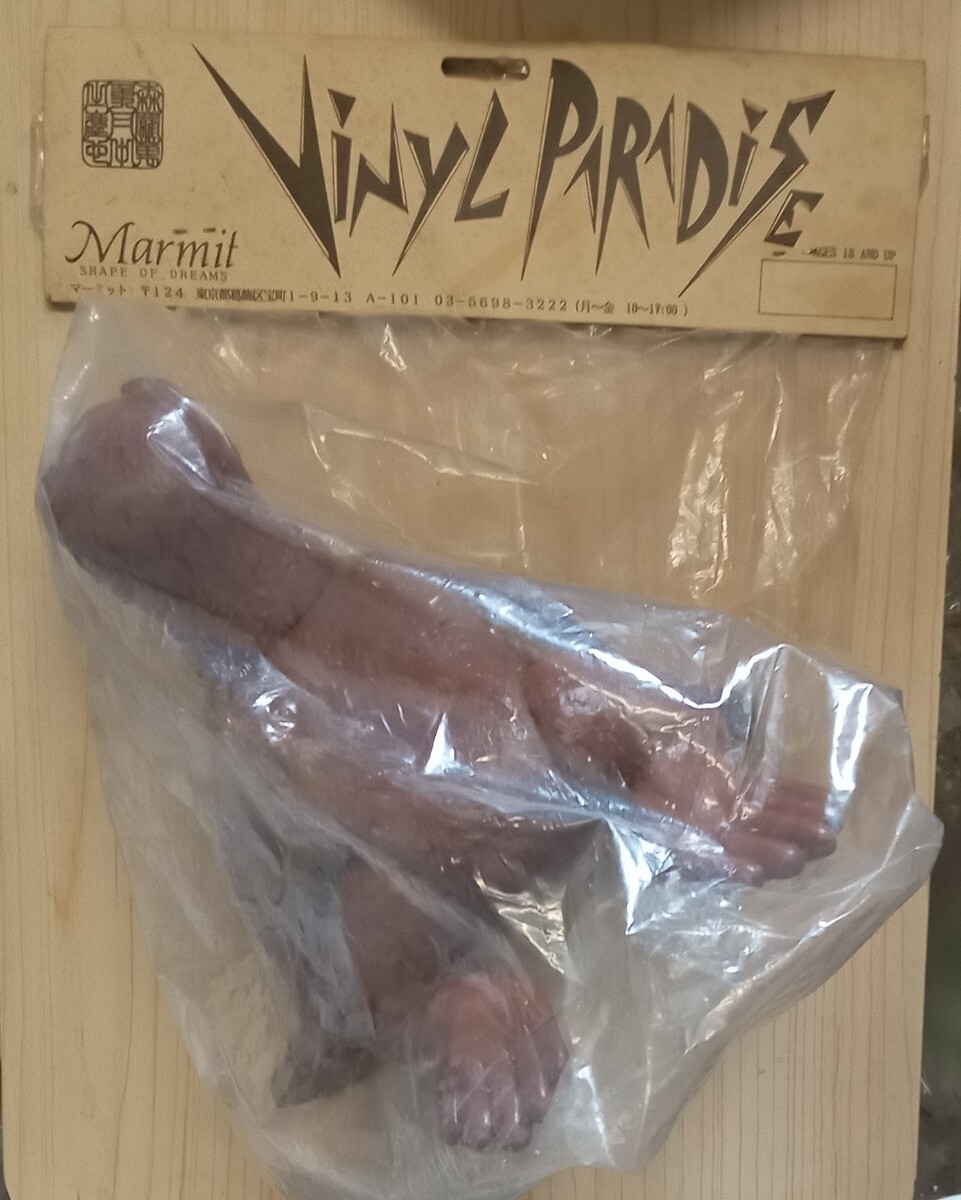 VINYL PARADISE
Marmit
SHAPE OF DREAMS
AGES 18 AND UP
マーミット 〒124 東京都葛飾区宝町1-9-13 A-101 03-5698-3222 (月〜金 10〜17:00 )